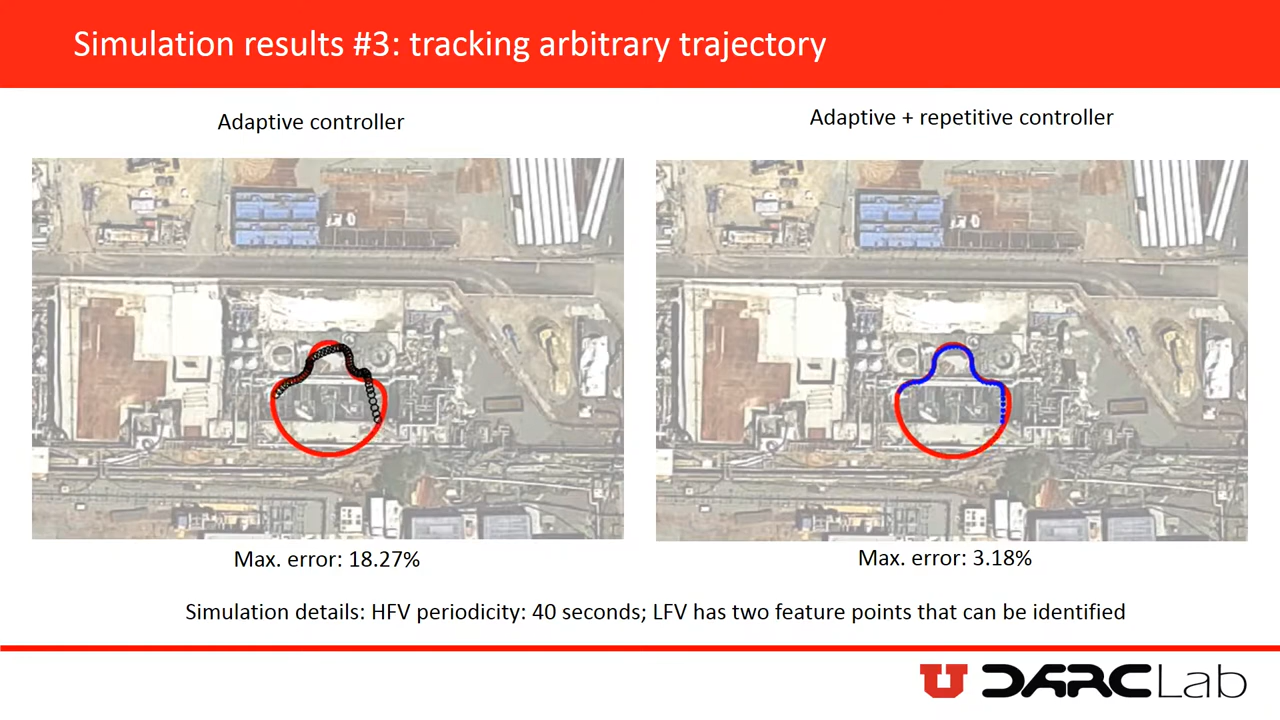 Simulation results #3: tracking arbitrary trajectory
Adaptive controller
Adaptive + repetitive controller
Max. error: 18.27%
Max. error: 3.18%
Simulation details: HFV periodicity: 40 seconds; LFV has two feature points that can be identified
U DARC Lab